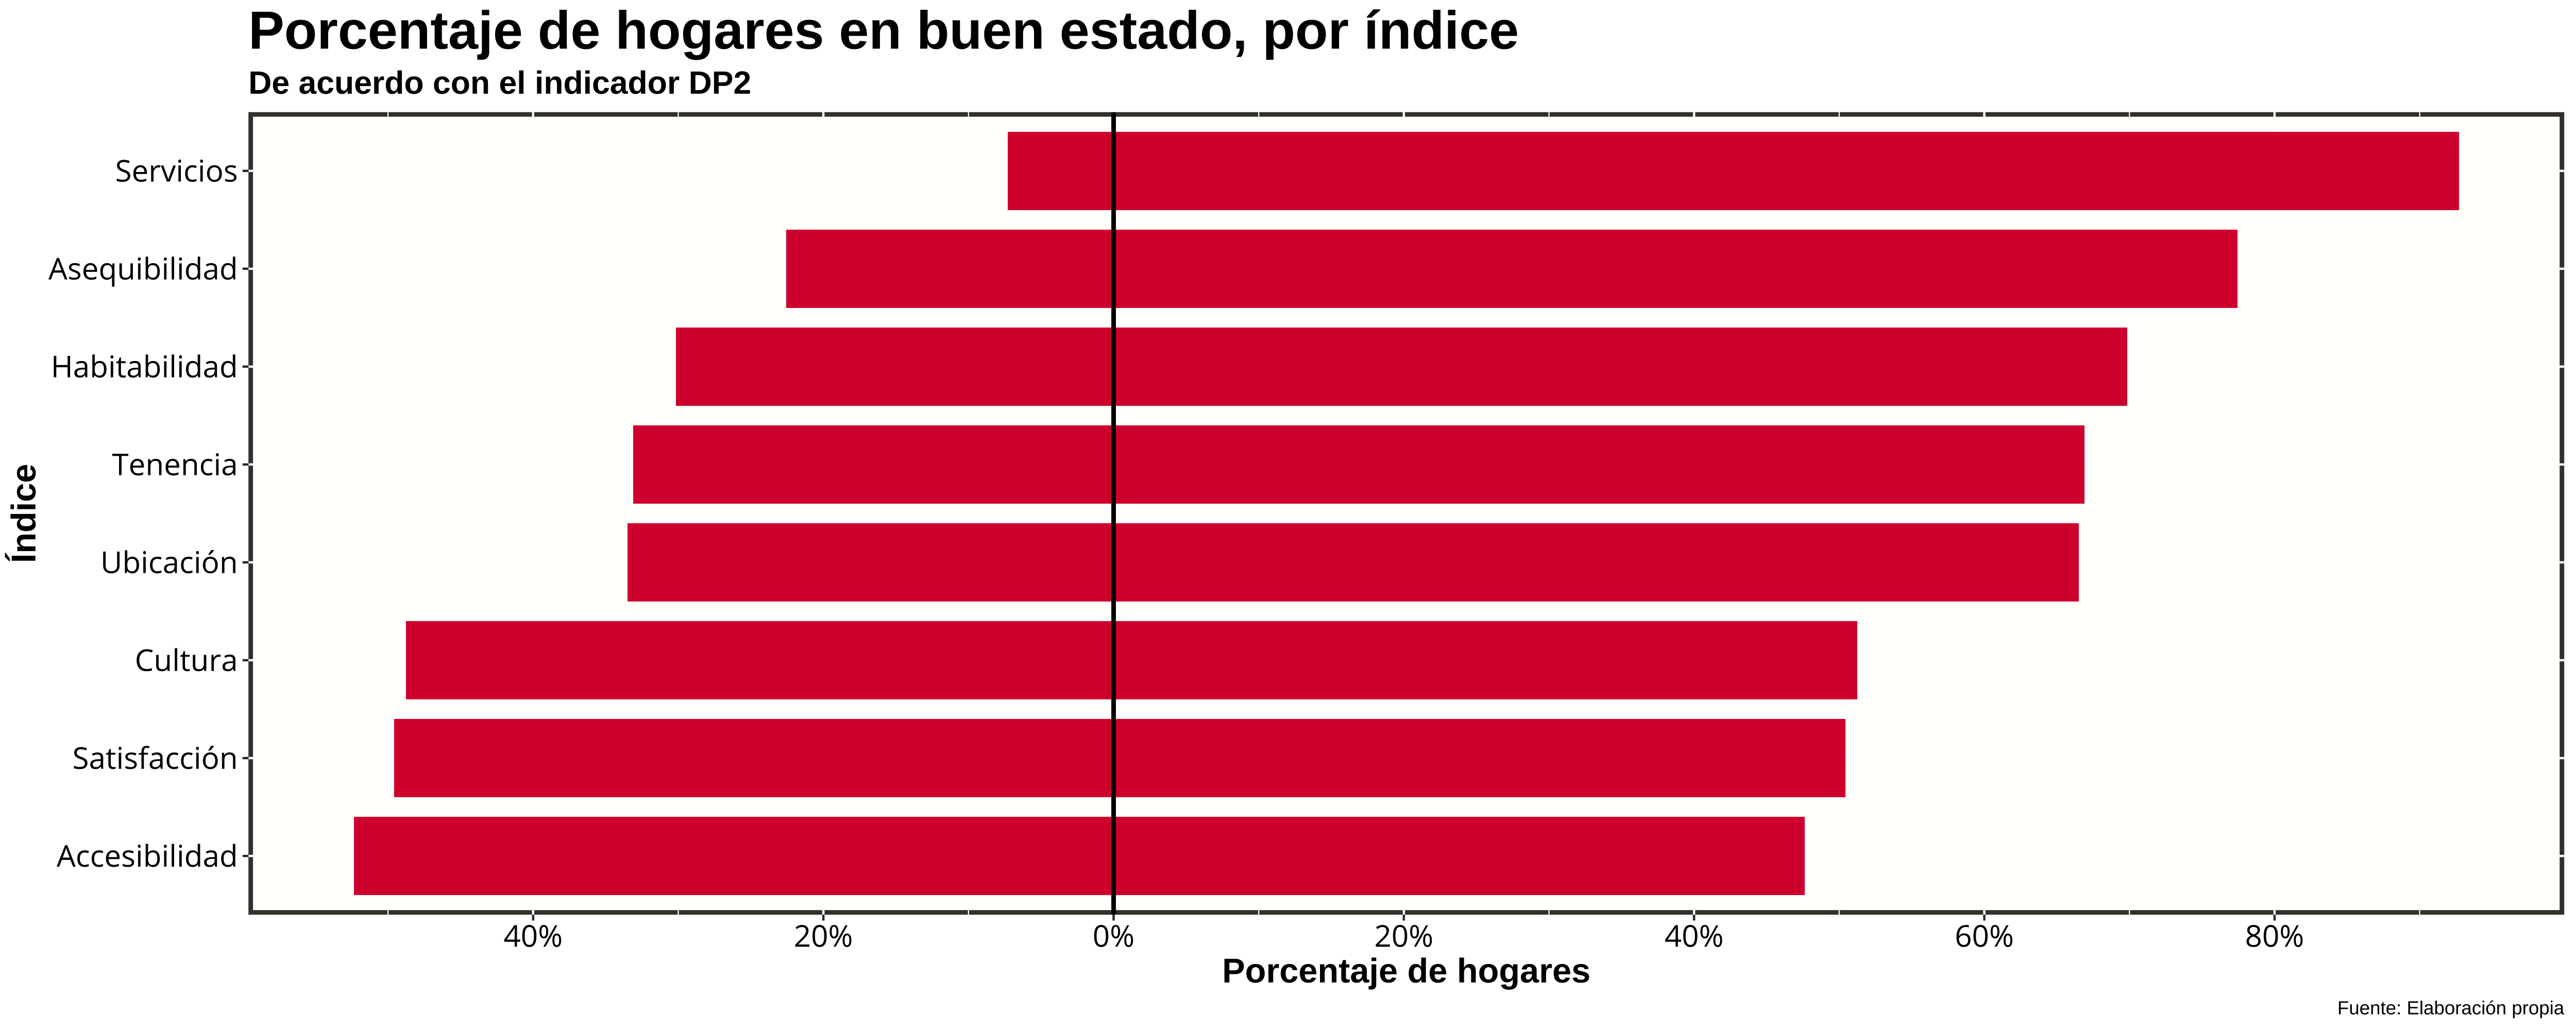 Porcentaje de hogares en buen estado, por índice
De acuerdo con el indicador DP2
Índice
Servicios
Asequibilidad
Habitabilidad
Tenencia
Ubicación
Cultura
Satisfacción
Accesibilidad
40% 20% 0% 20% 40% 60% 80%
Porcentaje de hogares
Fuente: Elaboración propia